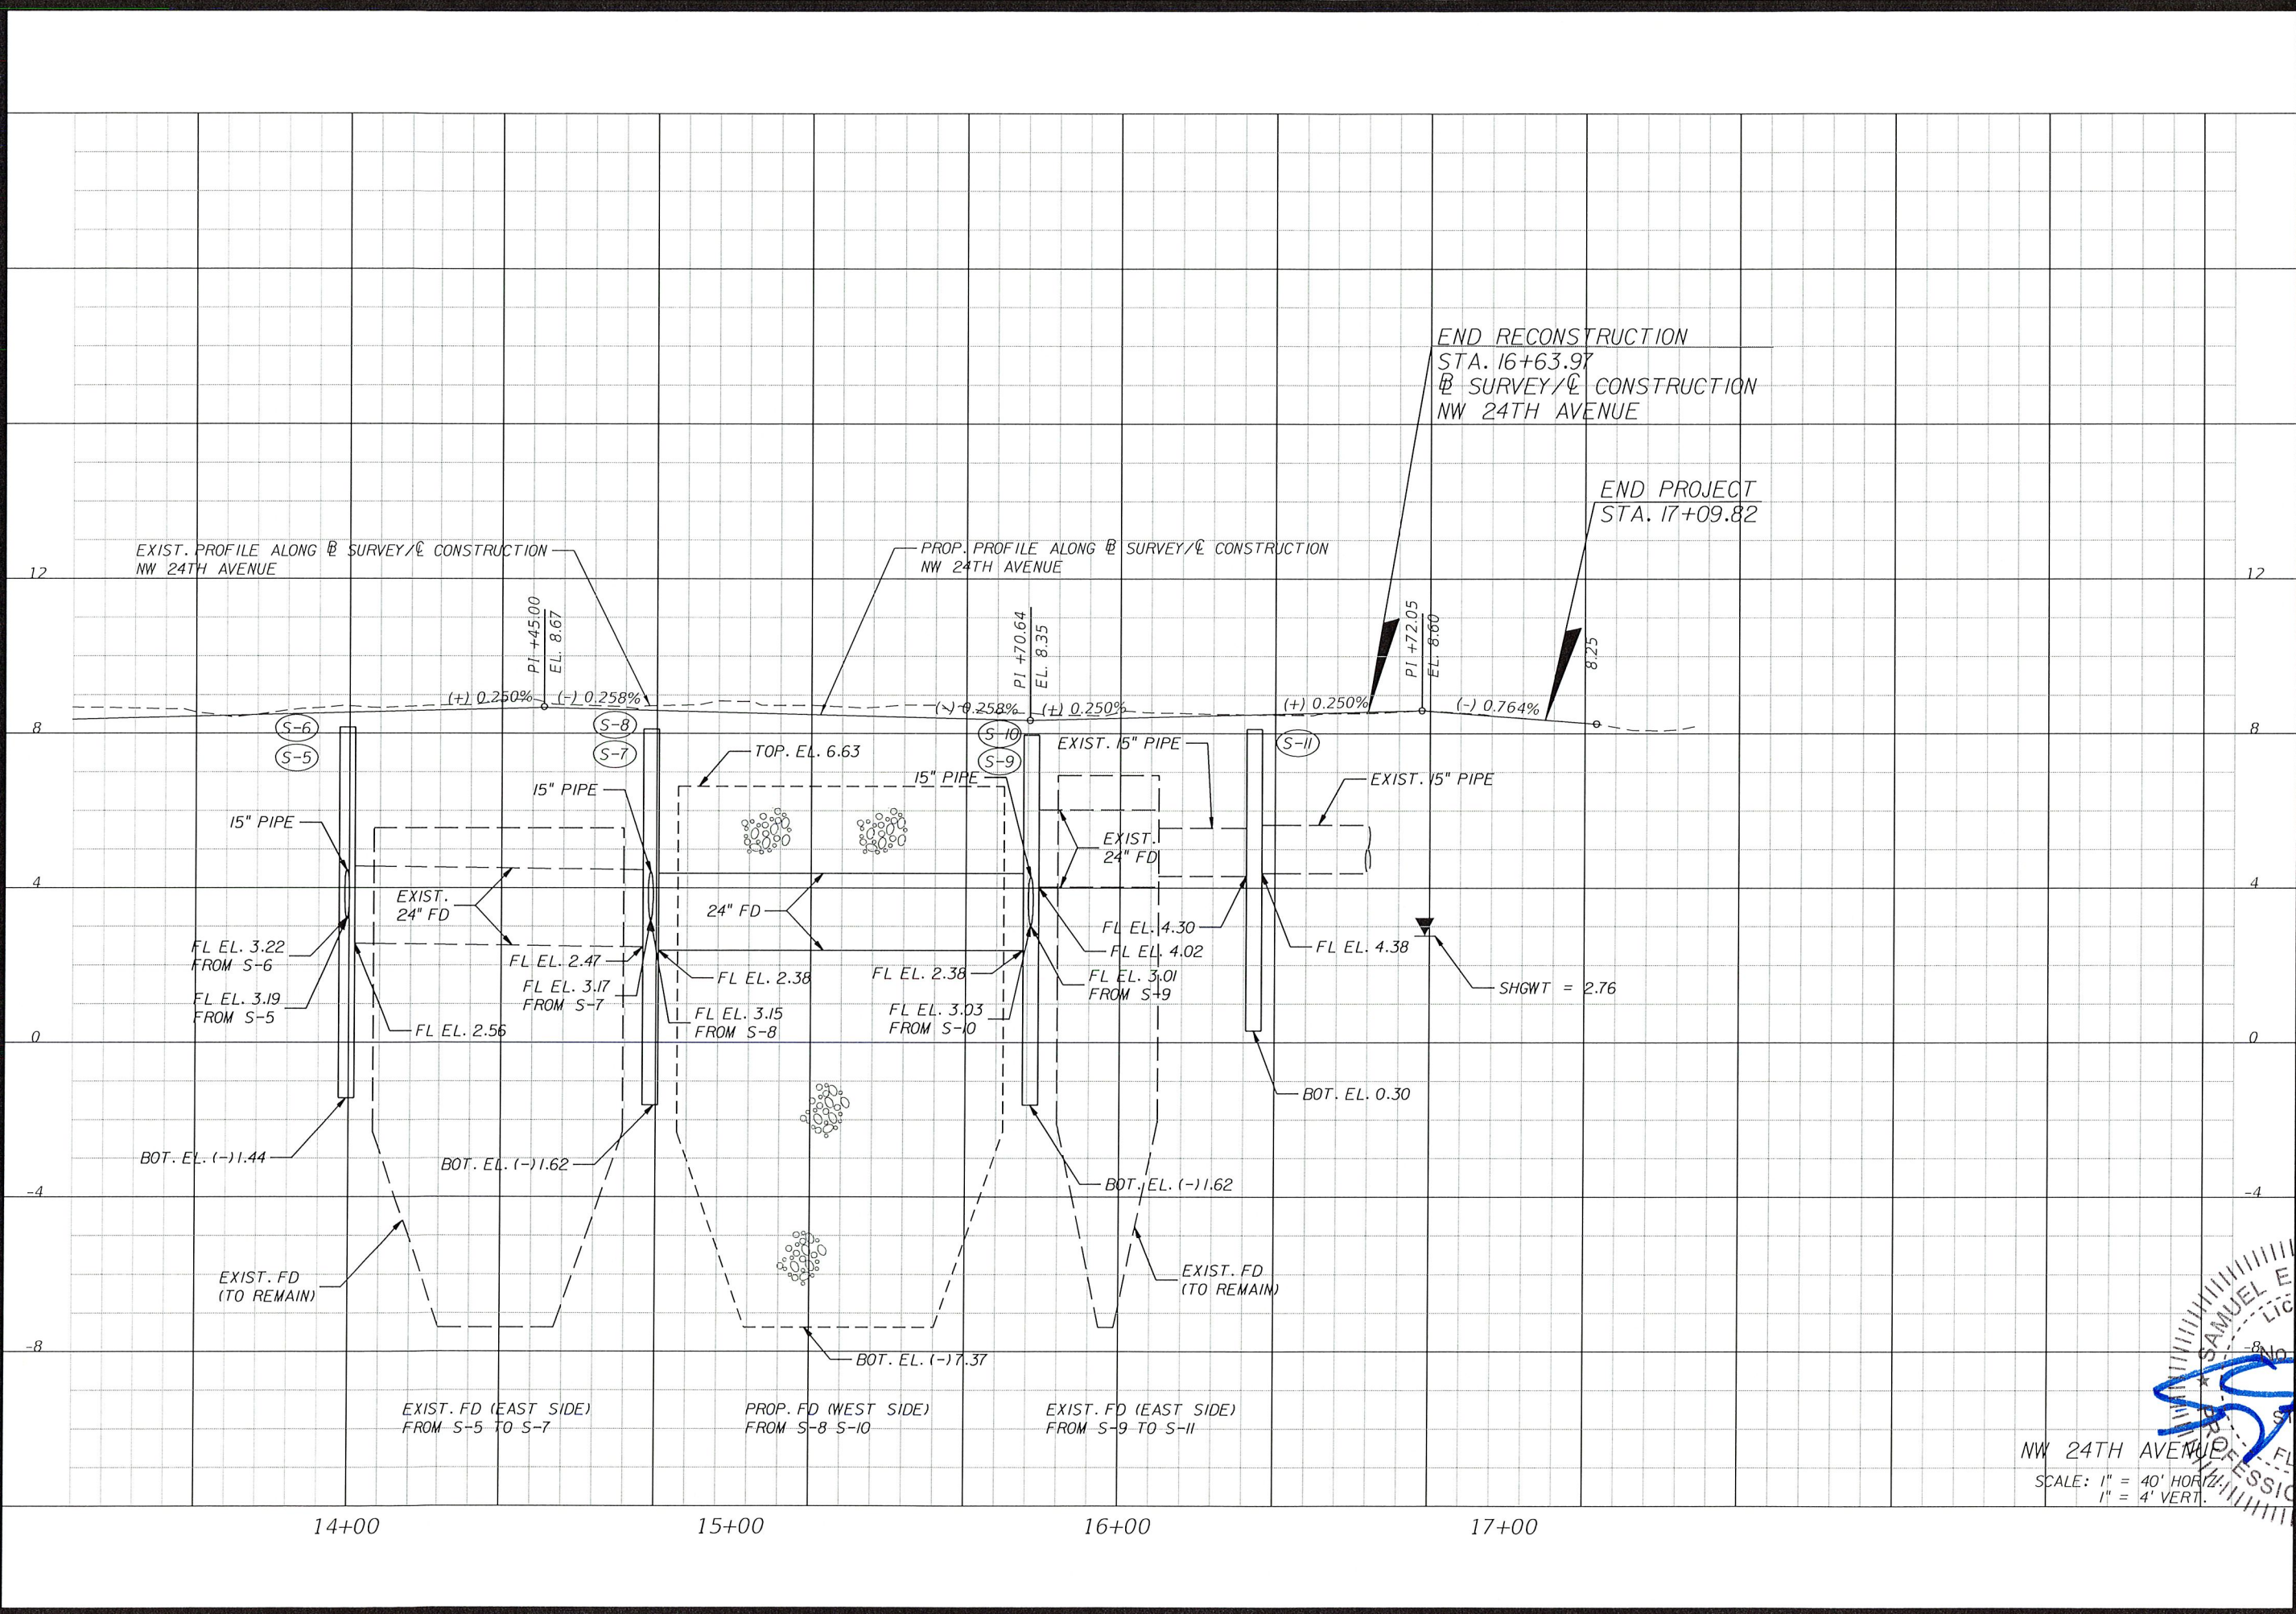 END RECONSTRUCTION
STA. 16+63.97
℄ SURVEY/℄ CONSTRUCTION
NW 24TH AVENUE
END PROJECT
STA. 17+09.82
EXIST. PROFILE ALONG SURVEY/℄ CONSTRUCTION
NW 24TH AVENUE
PROP. PROFILE ALONG SURVEY/℄ CONSTRUCTION
NW 24TH AVENUE
12
12
PI +45.00
EL. 8.67
PI +70.64
EL. 8.35
PI +72.05
EL. 8.60
8.25
(+) 0.250%
(-) 0.258%
(-) 0.258%
(+) 0.250%
(+) 0.250%
(-) 0.764%
8
8
S-6
S-5
S-8
S-7
S-10
S-9
S-11
TOP. EL. 6.63
EXIST. 15" PIPE
EXIST. 15" PIPE
15" PIPE
15" PIPE
15" PIPE
EXIST.
24" FD
4
4
EXIST.
24" FD
24" FD
FL EL. 4.30
FL EL. 4.02
FL EL. 4.38
FL EL. 3.22
FROM S-6
FL EL. 2.47
FL EL. 2.38
FL EL. 2.38
FL EL. 3.01
FROM S-9
SHGWT = 2.76
FL EL. 3.19
FROM S-5
FL EL. 3.17
FROM S-7
FL EL. 3.15
FROM S-8
FL EL. 3.03
FROM S-10
FL EL. 2.56
0
0
BOT. EL. 0.30
BOT. EL. (-)1.44
BOT. EL. (-)1.62
BOT. EL. (-)1.62
-4
-4
EXIST. FD
(TO REMAIN)
EXIST. FD
(TO REMAIN)
-8
-8
BOT. EL. (-)7.37
EXIST. FD (EAST SIDE)
FROM S-5 TO S-7
PROP. FD (WEST SIDE)
FROM S-8 S-10
EXIST. FD (EAST SIDE)
FROM S-9 TO S-11
SAMUEL E
LIC
No
FL
PROFESSIO
NW 24TH AVENUE
SCALE: 1" = 40' HORIZ.
1" = 4' VERT.
14+00
15+00
16+00
17+00